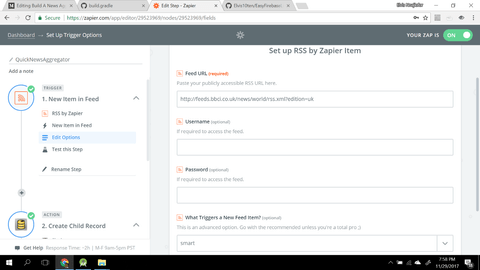 Editing Build A News Ap
build.gradle
Edit Step - Zapier
Elvis10ten/EasyFirebase
Secure
https://zapier.com/app/editor/29523969/nodes/29523969/fields
Dashboard → Set Up Trigger Options
YOUR ZAP IS
ON
QuickNewsAggregator
Add a note
TRIGGER
1. New Item in Feed
RSS by Zapier
New Item in Feed
Edit Options
Test this Step
Rename Step
ACTION
2. Create Child Record
Get Help
Response Time: ~2h | M-F 9am-5pm PST
Set up RSS by Zapier Item
Feed URL (required)
Paste your publicly accessible RSS URL here.
http://feeds.bbci.co.uk/news/world/rss.xml?edition=uk
Username (optional)
If required to access the feed.
Password (optional)
If required to access the feed.
What Triggers a New Feed Item? (optional)
This is an advanced option. Go with the recommended unless you're a total pro :)
smart
7:58 PM
11/29/2017